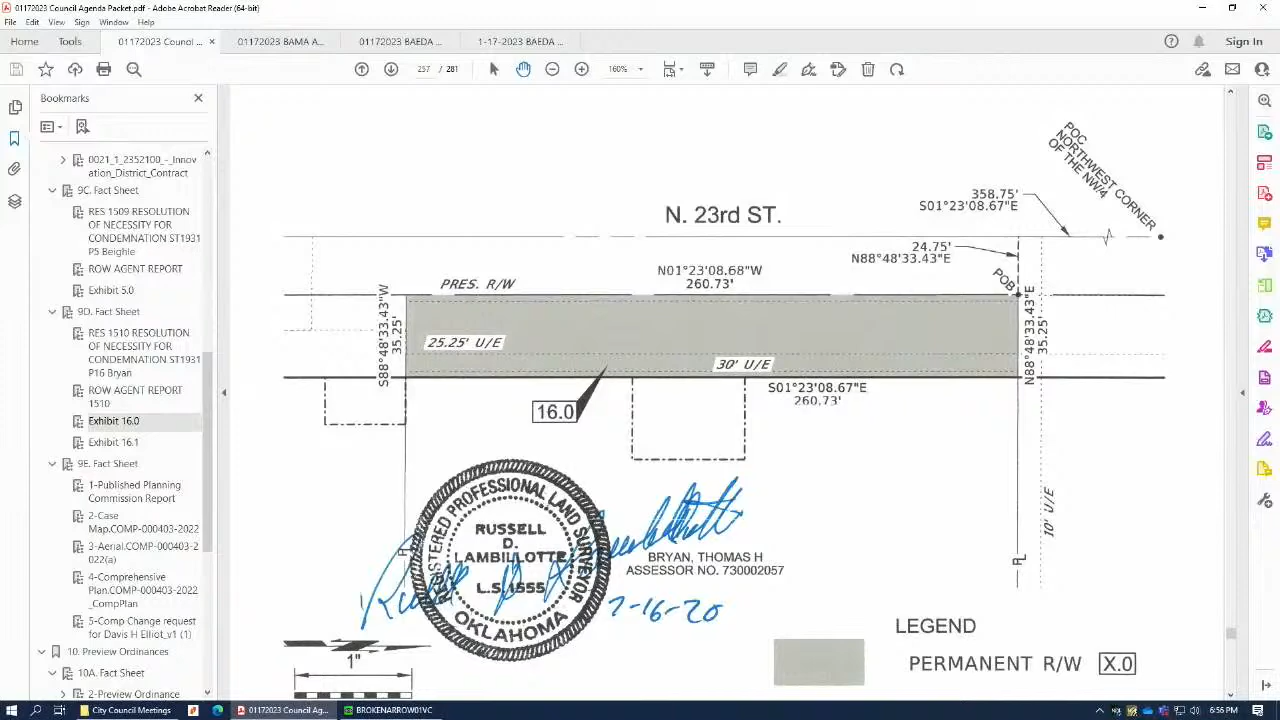 01172023 Council Agenda Packet.pdf - Adobe Acrobat Reader (64-bit)
File Edit View Sign Window Help
Home Tools 01172023 Council ... × 01172023 BAMA A... 01172023 BAEDA ... 1-17-2023 BAEDA ... Sign In
257 / 281 160%
Bookmarks
0021_1_2352100_-_Innov
ation_District_Contract
9C. Fact Sheet
RES 1509 RESOLUTION
OF NECESSITY FOR
CONDEMNATION ST1931
P5 Beighle
ROW AGENT REPORT
Exhibit 5.0
9D. Fact Sheet
RES 1510 RESOLUTION
OF NECESSITY FOR
CONDEMNATION ST1931
P16 Bryan
ROW AGENT REPORT
1510
Exhibit 16.0
Exhibit 16.1
9E. Fact Sheet
1-Published Planning
Commission Report
2-Case
Map.COMP-000403-2022
3-Aerial.COMP-000403-2
022(a)
4-Comprehensive
Plan.COMP-000403-2022
_CompPlan
5-Comp Change request
for Davis H Elliot_v1 (1)
10. Preview Ordinances
10A. Fact Sheet
2-Preview Ordinance
POC
NORTHWEST CORNER
OF THE NW/4
358.75'
S01°23'08.67"E
N. 23rd ST.
24.75'
N88°48'33.43"E
POB
N01°23'08.68"W
260.73'
PRES. R/W
S88°48'33.43"W
35.25'
N88°48'33.43"E
35.25'
25.25' U/E
30' U/E
S01°23'08.67"E
260.73'
16.0
REGISTERED PROFESSIONAL LAND SURVEYOR
RUSSELL
D.
LAMBILLOTTE
L.S. 1555
OKLAHOMA
BRYAN, THOMAS H
ASSESSOR NO. 730002057
7-16-20
10' U/E
PL
LEGEND
PERMANENT R/W X.0
1"
City Council Meetings
01172023 Council Ag...
BROKENARROW01VC
6:56 PM